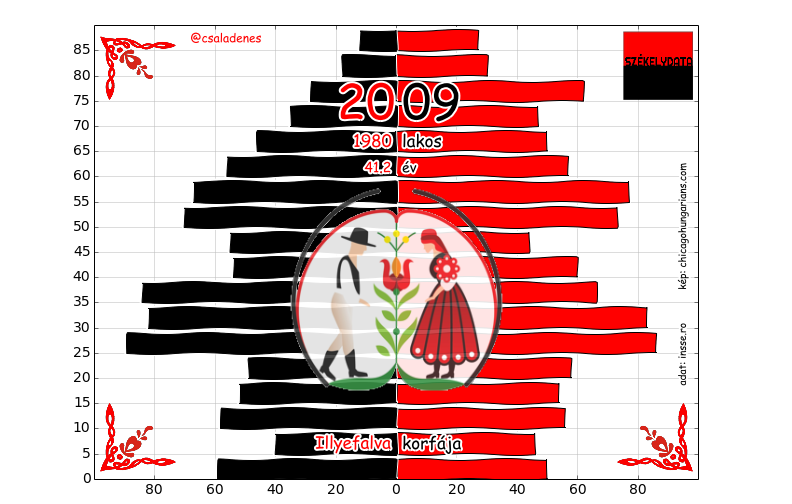 @csaladenes
SZÉKELYDATA
2009
1980 lakos
41,2 év
kép: chicagohungarians.com
adat: insse.ro
Illyefalva korfája
85
80
75
70
65
60
55
50
45
40
35
30
25
20
15
10
5
0
80 60 40 20 0 20 40 60 80